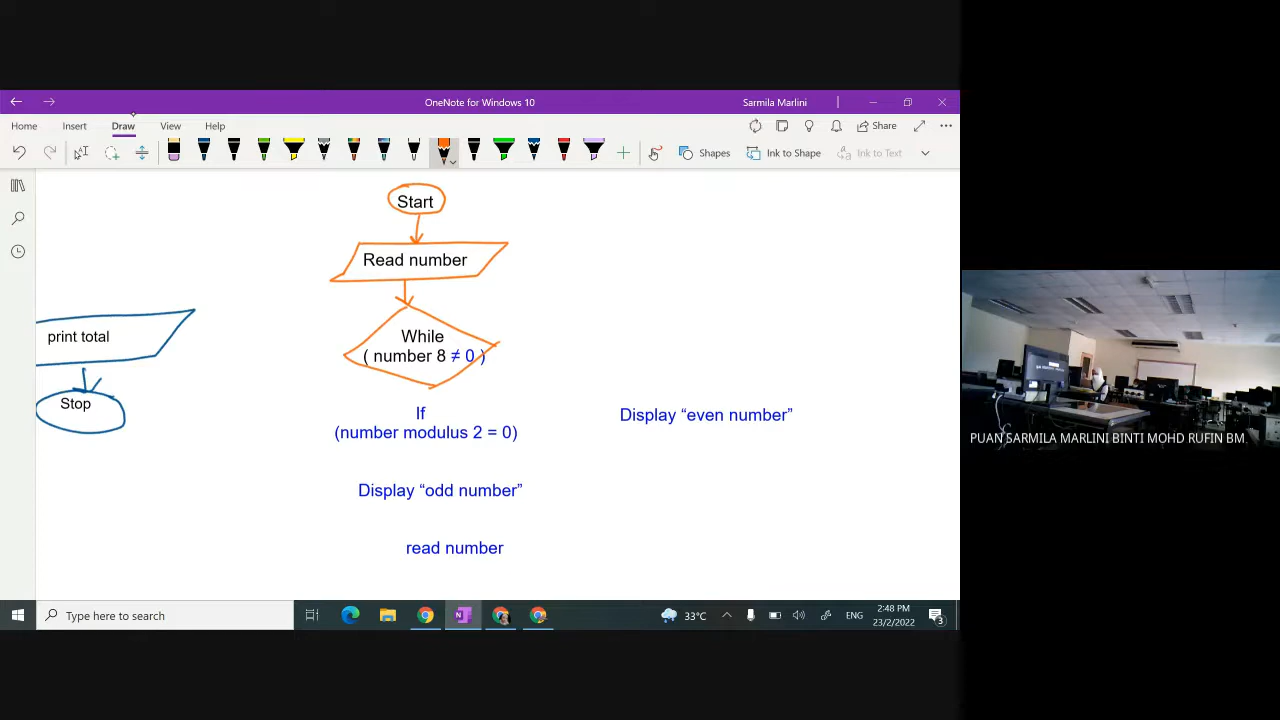 OneNote for Windows 10
Sarmila Marlini
Home Insert Draw View Help
Share
Shapes
Ink to Shape
Ink to Text
Start
Read number
While
( number 8 ≠ 0 )
print total
Stop
If
(number modulus 2 = 0)
Display “even number”
Display “odd number”
read number
PUAN SARMILA MARLINI BINTI MOHD RUFIN BM.
Type here to search
33°C
ENG
2:48 PM
23/2/2022
3